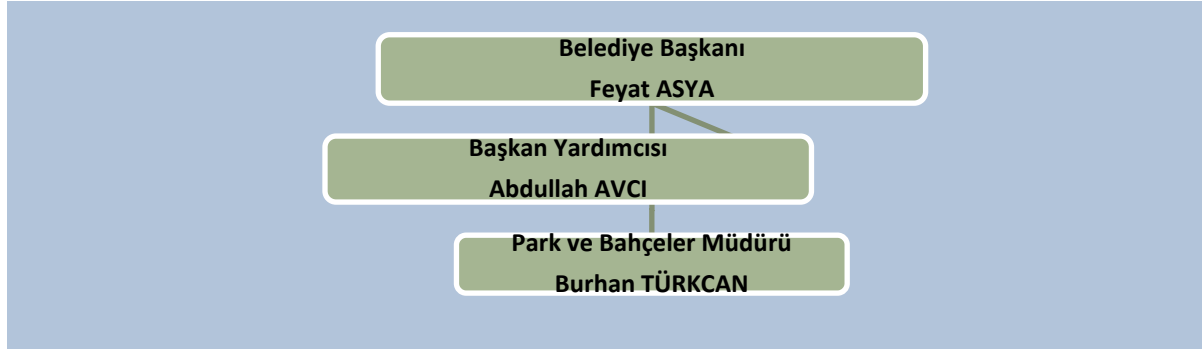 Belediye Başkanı
Feyat ASYA
Başkan Yardımcısı
Abdullah AVCI
Park ve Bahçeler Müdürü
Burhan TÜRKCAN